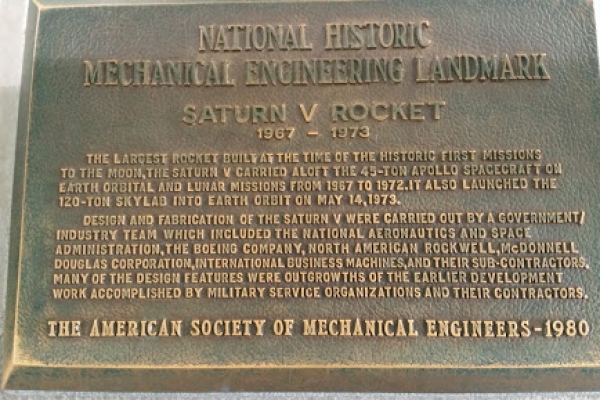 NATIONAL HISTORIC
MECHANICAL ENGINEERING LANDMARK
SATURN V ROCKET
1967 – 1973
THE LARGEST ROCKET BUILT AT THE TIME OF THE HISTORIC FIRST MISSIONS
TO THE MOON, THE SATURN V CARRIED ALOFT THE 45-TON APOLLO SPACECRAFT ON
EARTH ORBITAL AND LUNAR MISSIONS FROM 1967 TO 1972. IT ALSO LAUNCHED THE
120-TON SKYLAB INTO EARTH ORBIT ON MAY 14, 1973.
DESIGN AND FABRICATION OF THE SATURN V WERE CARRIED OUT BY A GOVERNMENT/
INDUSTRY TEAM WHICH INCLUDED THE NATIONAL AERONAUTICS AND SPACE
ADMINISTRATION, THE BOEING COMPANY, NORTH AMERICAN ROCKWELL, McDONNELL
DOUGLAS CORPORATION, INTERNATIONAL BUSINESS MACHINES, AND THEIR SUB-CONTRACTORS.
MANY OF THE DESIGN FEATURES WERE OUTGROWTHS OF THE EARLIER DEVELOPMENT
WORK ACCOMPLISHED BY MILITARY SERVICE ORGANIZATIONS AND THEIR CONTRACTORS.
THE AMERICAN SOCIETY OF MECHANICAL ENGINEERS-1980